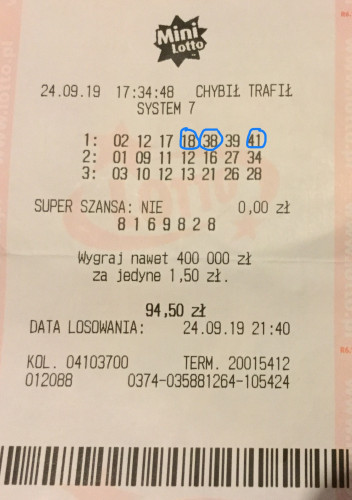 Mini
Lotto
24.09.19 17:34:48 CHYBIŁ TRAFIŁ
SYSTEM 7
1: 02 12 17 18 38 39 41
2: 01 09 11 12 16 27 34
3: 03 10 12 13 21 26 28
SUPER SZANSA: NIE 0,00 zł
8169828
Wygraj nawet 400 000 zł
za jedyne 1,50 zł.
94,50 zł
DATA LOSOWANIA: 24.09.19 21:40
KOL. 04103700 TERM. 20015412
012088 0374-035881264-105424